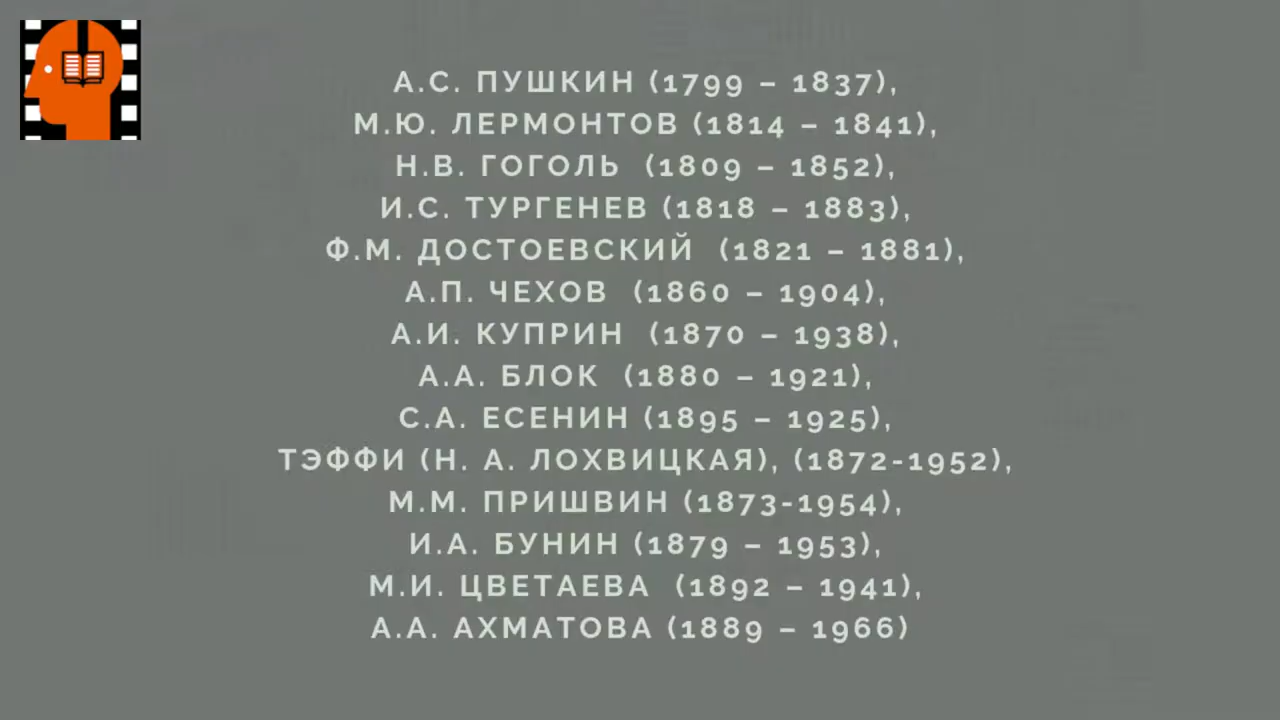 А.С. ПУШКИН (1799 – 1837),
М.Ю. ЛЕРМОНТОВ (1814 – 1841),
Н.В. ГОГОЛЬ (1809 – 1852),
И.С. ТУРГЕНЕВ (1818 – 1883),
Ф.М. ДОСТОЕВСКИЙ (1821 – 1881),
А.П. ЧЕХОВ (1860 – 1904),
А.И. КУПРИН (1870 – 1938),
А.А. БЛОК (1880 – 1921),
С.А. ЕСЕНИН (1895 – 1925),
ТЭФФИ (Н. А. ЛОХВИЦКАЯ), (1872-1952),
М.М. ПРИШВИН (1873-1954),
И.А. БУНИН (1879 – 1953),
М.И. ЦВЕТАЕВА (1892 – 1941),
А.А. АХМАТОВА (1889 – 1966)